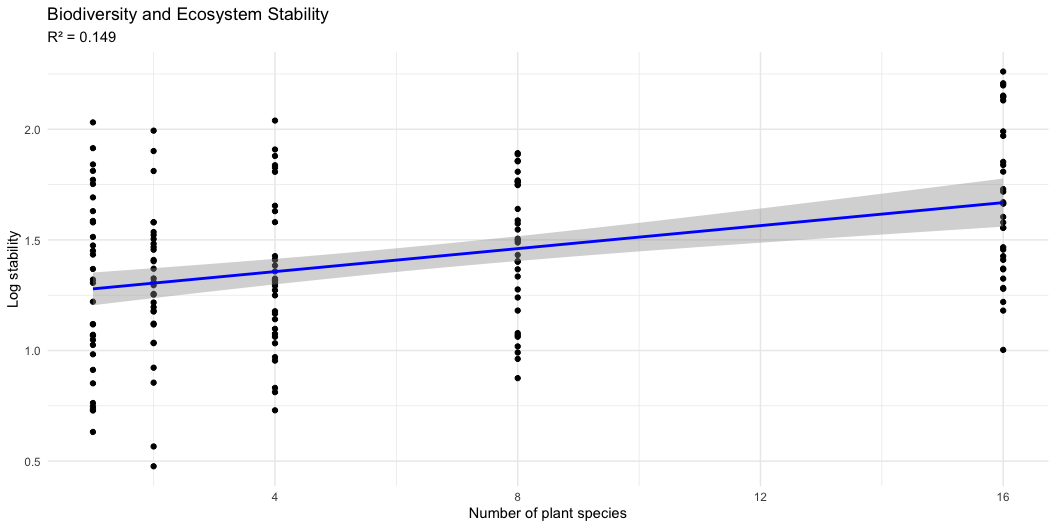 Biodiversity and Ecosystem Stability
R² = 0.149
Log stability
2.0
1.5
1.0
0.5
4
8
12
16
Number of plant species